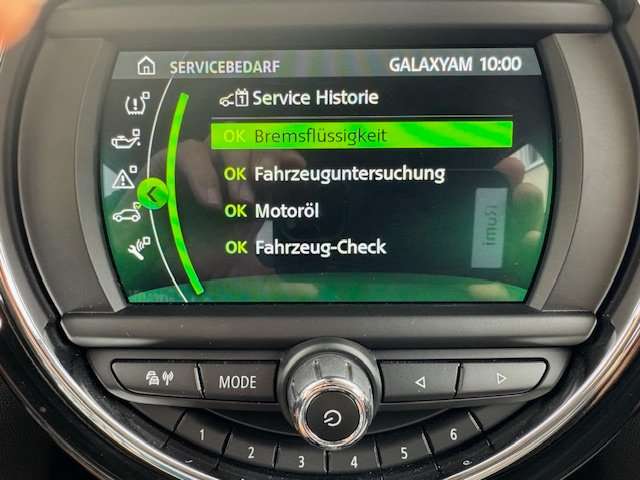 SERVICEBEDARF GALAXYAM 10:00
Service Historie
OK Bremsflüssigkeit
OK Fahrzeuguntersuchung
OK Motoröl
OK Fahrzeug-Check
MODE
1 2 3 4 5 6